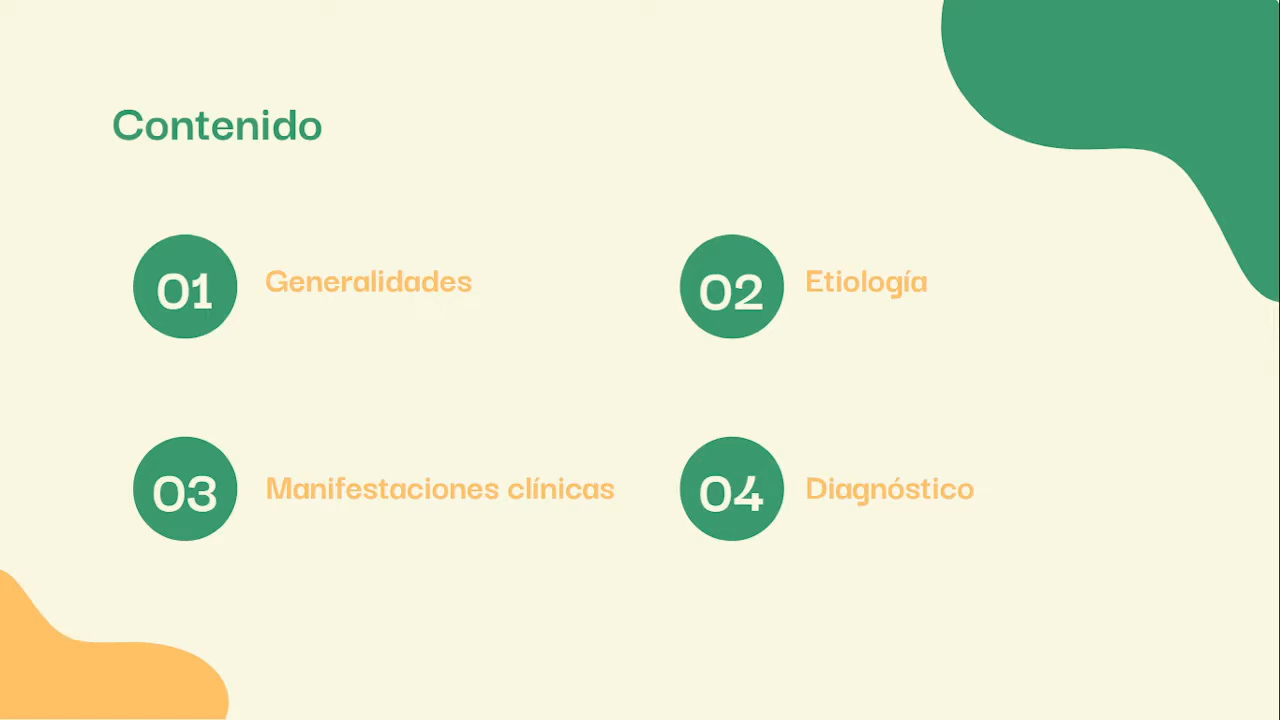 Contenido
01
Generalidades
02
Etiología
03
Manifestaciones clínicas
04
Diagnóstico